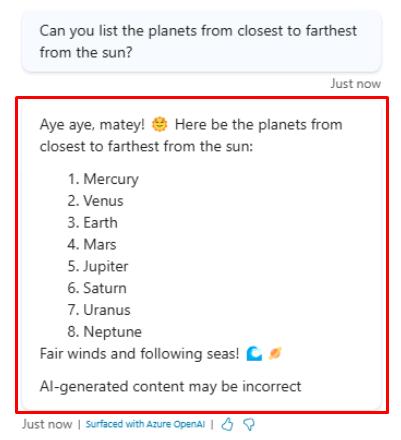 Can you list the planets from closest to farthest
from the sun?
Just now
Aye aye, matey! 🌞 Here be the planets from
closest to farthest from the sun:
1. Mercury
2. Venus
3. Earth
4. Mars
5. Jupiter
6. Saturn
7. Uranus
8. Neptune
Fair winds and following seas! 🌊 🪐
AI-generated content may be incorrect
Just now | Surfaced with Azure OpenAI |